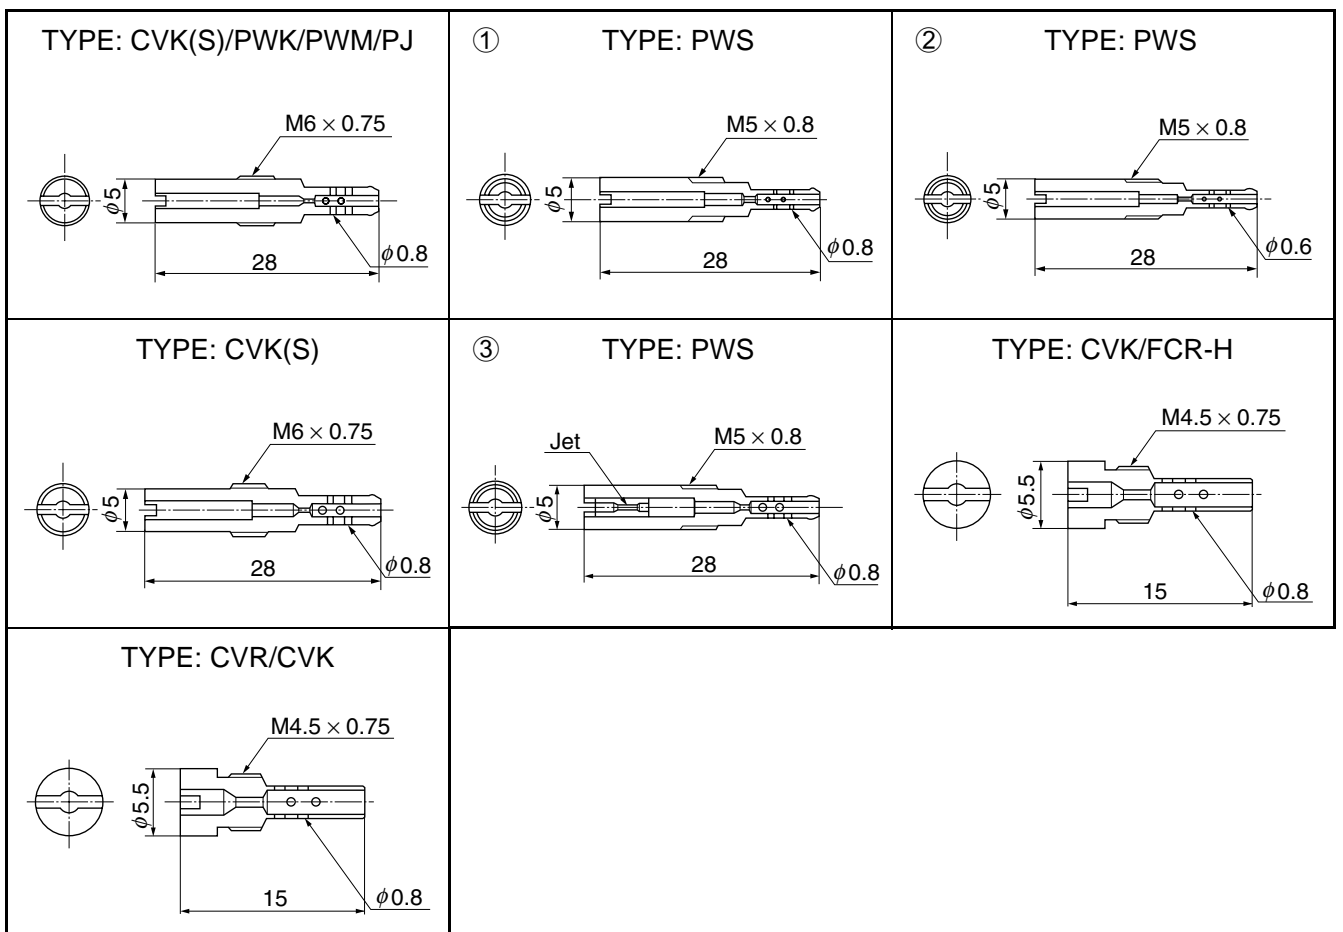 TYPE: CVK(S)/PWK/PWM/PJ
M6 × 0.75
φ5
φ0.8
28
① TYPE: PWS
M5 × 0.8
φ5
φ0.8
28
② TYPE: PWS
M5 × 0.8
φ5
φ0.6
28
TYPE: CVK(S)
M6 × 0.75
φ5
φ0.8
28
③ TYPE: PWS
Jet
M5 × 0.8
φ5
φ0.8
28
TYPE: CVK/FCR-H
M4.5 × 0.75
φ5.5
φ0.8
15
TYPE: CVR/CVK
M4.5 × 0.75
φ5.5
φ0.8
15